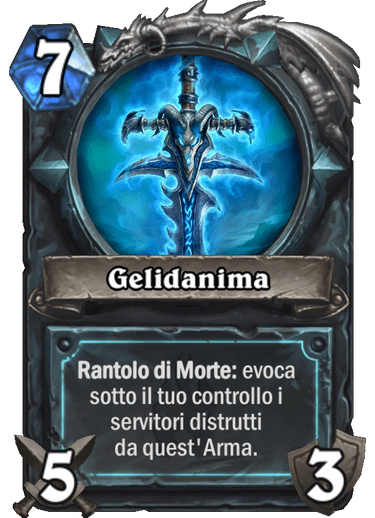 7
Gelidanima
Rantolo di Morte: evoca
sotto il tuo controllo i
servitori distrutti
da quest'Arma.
5
3